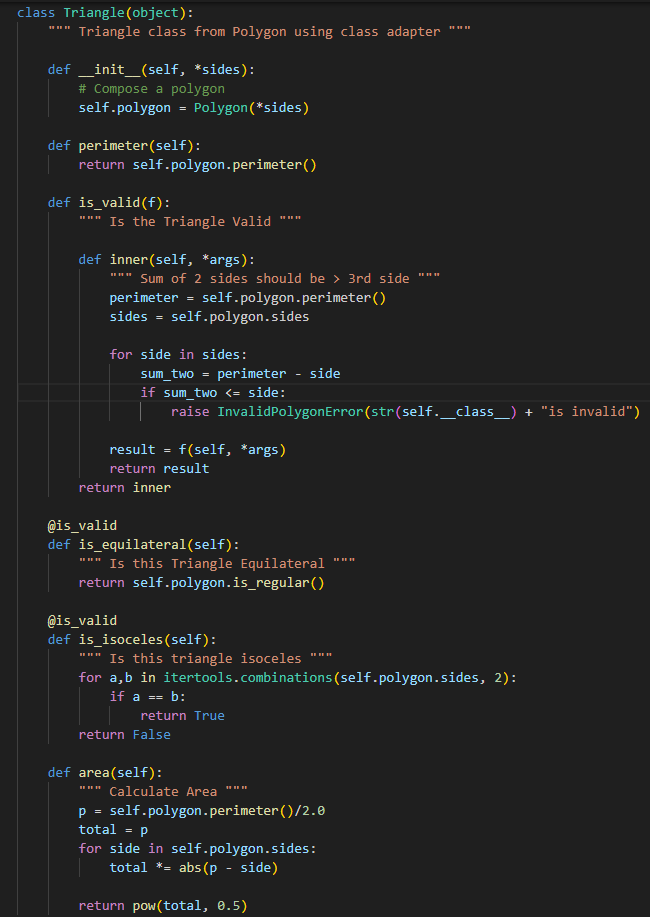 class Triangle(object):
    """ Triangle class from Polygon using class adapter """

    def __init__(self, *sides):
        # Compose a polygon
        self.polygon = Polygon(*sides)

    def perimeter(self):
        return self.polygon.perimeter()

    def is_valid(f):
        """ Is the Triangle Valid """

        def inner(self, *args):
            """ Sum of 2 sides should be > 3rd side """
            perimeter = self.polygon.perimeter()
            sides = self.polygon.sides

            for side in sides:
                sum_two = perimeter - side
                if sum_two <= side:
                    raise InvalidPolygonError(str(self.__class__) + "is invalid")

            result = f(self, *args)
            return result
        return inner

    @is_valid
    def is_equilateral(self):
        """ Is this Triangle Equilateral """
        return self.polygon.is_regular()

    @is_valid
    def is_isoceles(self):
        """ Is this triangle isoceles """
        for a,b in itertools.combinations(self.polygon.sides, 2):
            if a == b:
                return True
        return False

    def area(self):
        """ Calculate Area """
        p = self.polygon.perimeter()/2.0
        total = p
        for side in self.polygon.sides:
            total *= abs(p - side)

        return pow(total, 0.5)